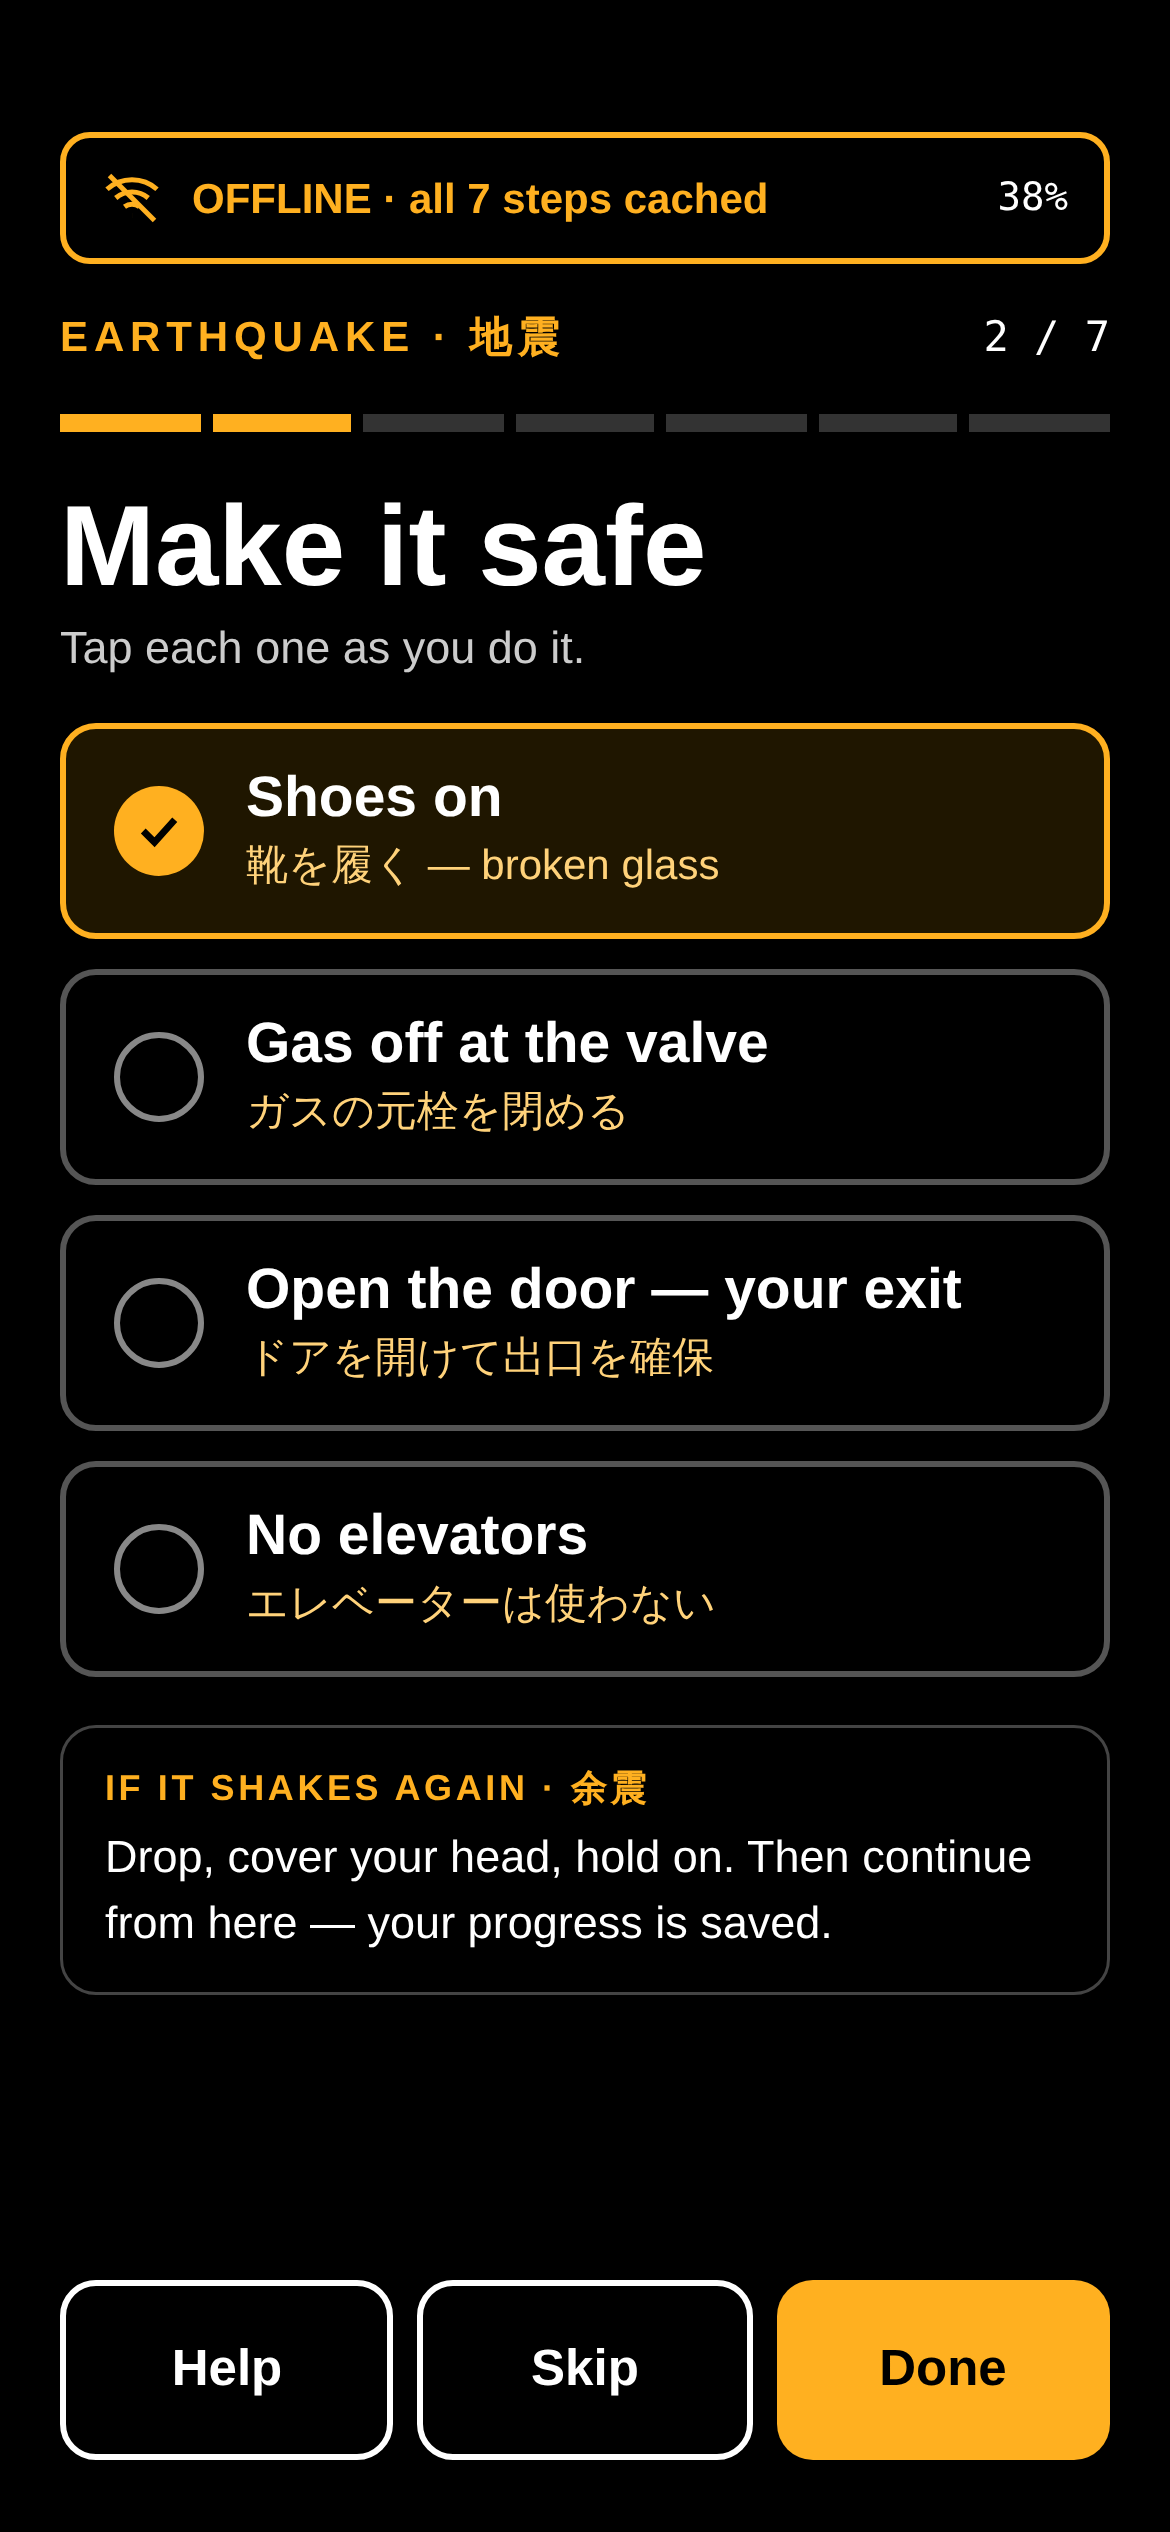 OFFLINE · all 7 steps cached 38%
EARTHQUAKE · 地震 2 / 7
Make it safe
Tap each one as you do it.
Shoes on
靴を履く — broken glass
Gas off at the valve
ガスの元栓を閉める
Open the door — your exit
ドアを開けて出口を確保
No elevators
エレベーターは使わない
IF IT SHAKES AGAIN · 余震
Drop, cover your head, hold on. Then continue
from here — your progress is saved.
Help Skip Done